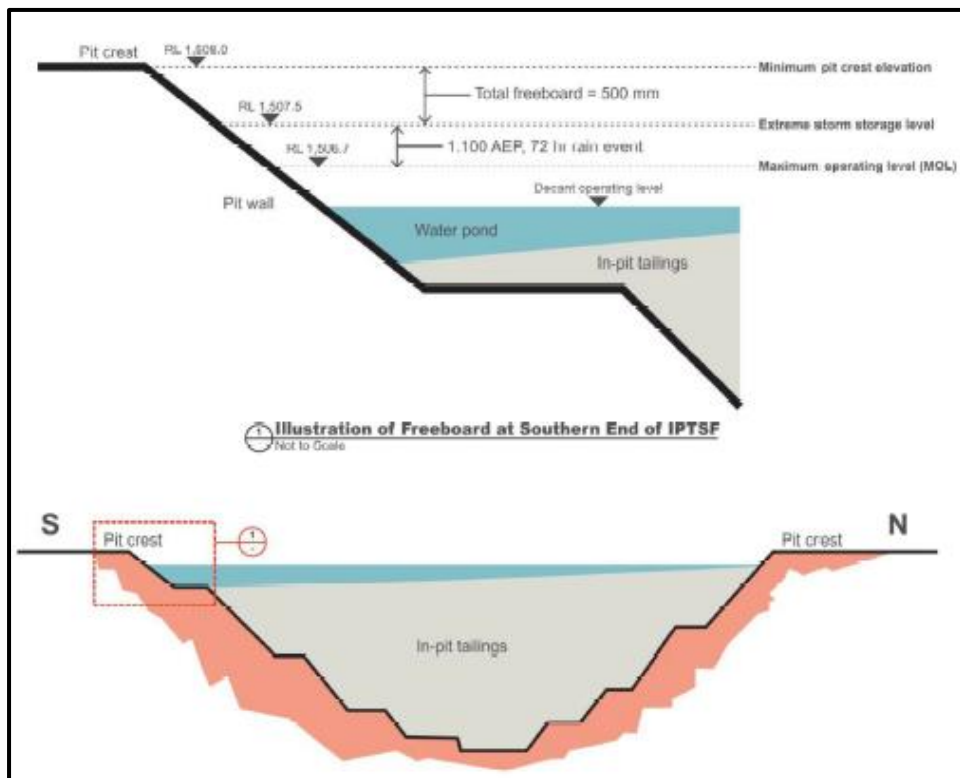 Pit crest
RL 1,508.0
Minimum pit crest elevation
Total freeboard = 500 mm
RL 1,507.5
Extreme storm storage level
1.100 AEP, 72 hr rain event
RL 1,506.7
Maximum operating level (MOL)
Decant operating level
Pit wall
Water pond
In-pit tailings
1 Illustration of Freeboard at Southern End of IPTSF
Not to Scale
S
N
Pit crest
1
-
Pit crest
In-pit tailings